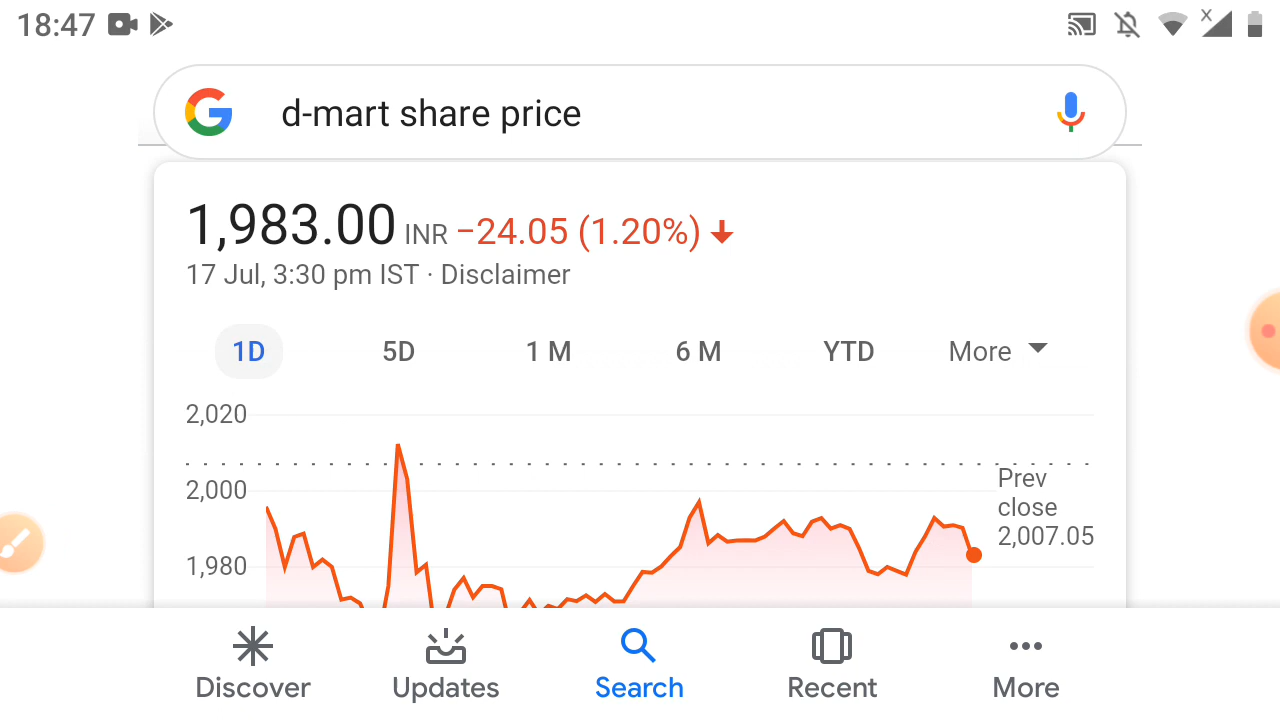 18:47
X
d-mart share price
1,983.00 INR −24.05 (1.20%)
17 Jul, 3:30 pm IST · Disclaimer
1D 5D 1 M 6 M YTD More
2,020
2,000
1,980
Prev
close
2,007.05
Discover Updates Search Recent More